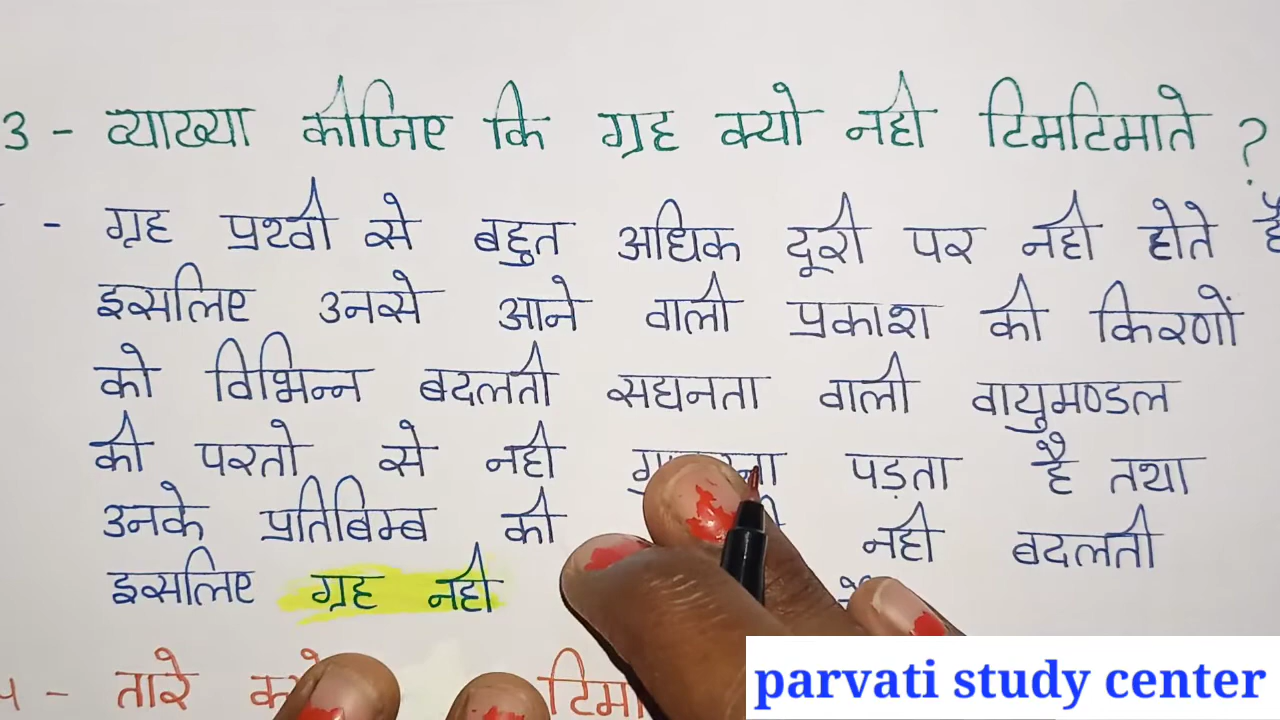 3 - व्याख्या कीजिए कि ग्रह क्यो नही टिमटिमाते ?
- ग्रह प्रथ्वी से बहुत अधिक दूरी पर नही होते है
इसलिए उनसे आने वाली प्रकाश की किरणों
को विभिन्न बदलती सघनता वाली वायुमण्डल
की परतो से नही पड़ता है तथा
उनके प्रतिबिम्ब की नही बदलती
इसलिए ग्रह नही
- तारे
parvati study center